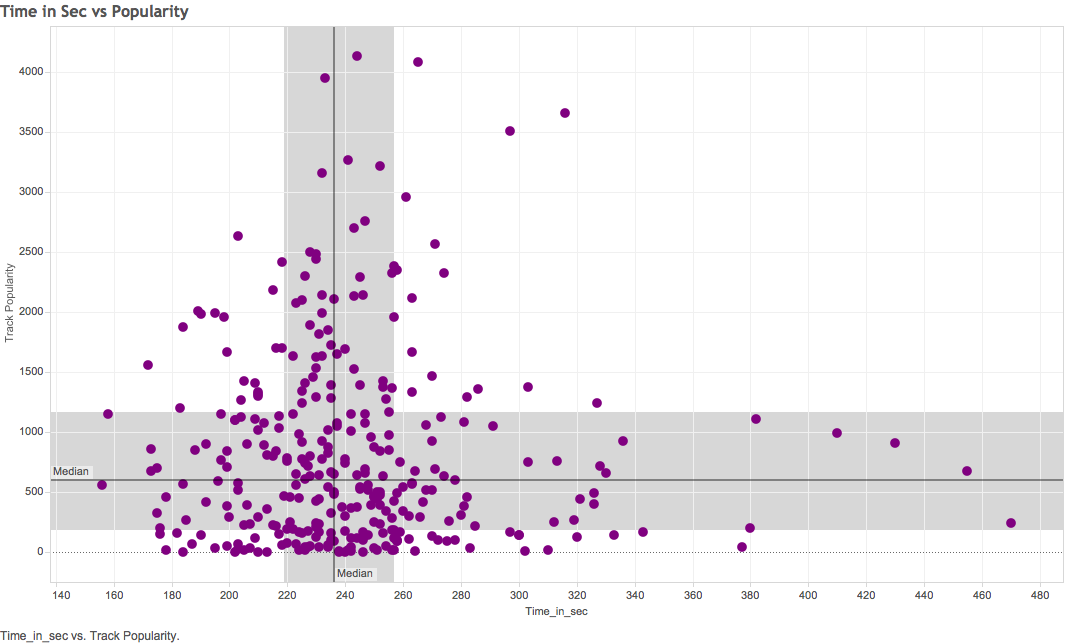 Time in Sec vs Popularity
4000
3500
3000
2500
2000
1500
1000
500
0
Track Popularity
Median
Median
140 160 180 200 220 240 260 280 300 320 340 360 380 400 420 440 460 480
Time_in_sec
Time_in_sec vs. Track Popularity.